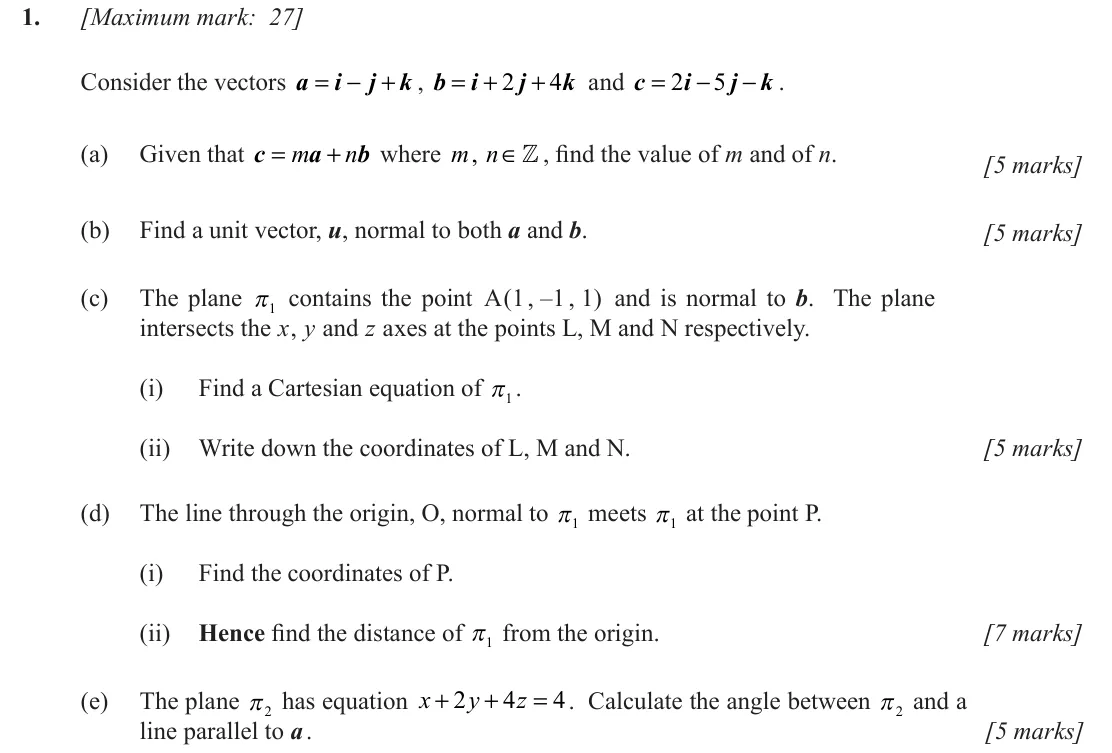 1. [Maximum mark: 27]
Consider the vectors a = i − j + k , b = i + 2j + 4k and c = 2i − 5j − k .
(a) Given that c = ma + nb where m, n ∈ ℤ, find the value of m and of n. [5 marks]
(b) Find a unit vector, u, normal to both a and b. [5 marks]
(c) The plane π₁ contains the point A(1, –1, 1) and is normal to b. The plane
intersects the x, y and z axes at the points L, M and N respectively.
(i) Find a Cartesian equation of π₁.
(ii) Write down the coordinates of L, M and N. [5 marks]
(d) The line through the origin, O, normal to π₁ meets π₁ at the point P.
(i) Find the coordinates of P.
(ii) Hence find the distance of π₁ from the origin. [7 marks]
(e) The plane π₂ has equation x + 2y + 4z = 4. Calculate the angle between π₂ and a
line parallel to a. [5 marks]